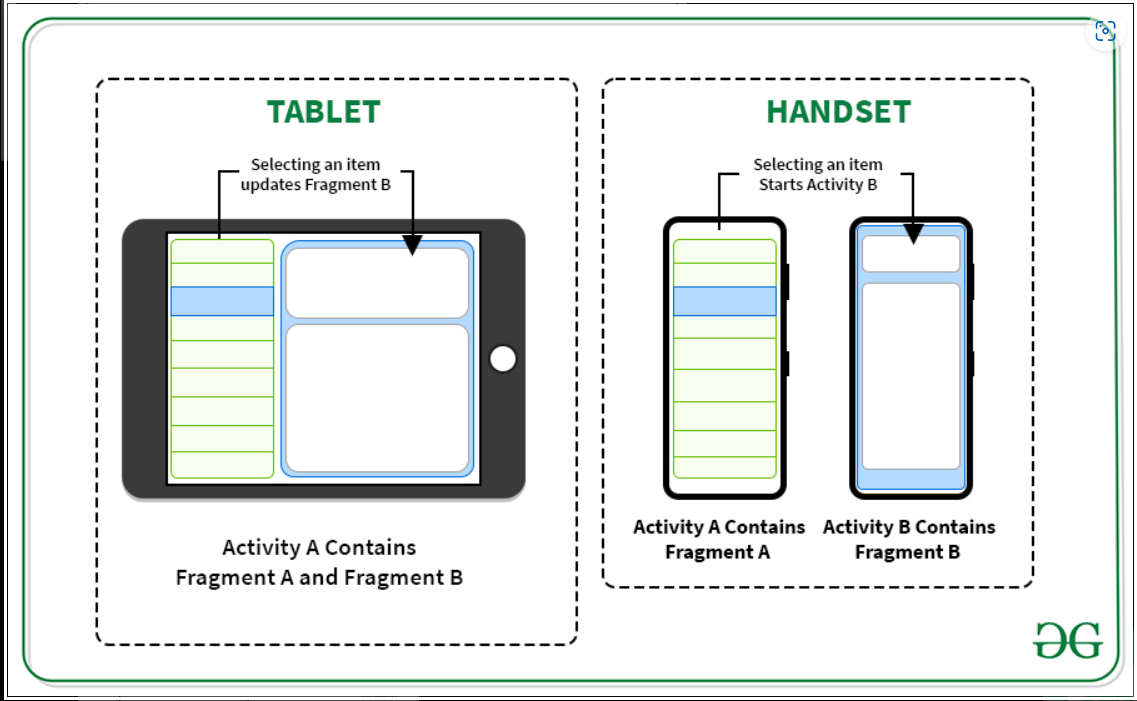 TABLET
Selecting an item
updates Fragment B
Activity A Contains
Fragment A and Fragment B
HANDSET
Selecting an item
Starts Activity B
Activity A Contains
Fragment A
Activity B Contains
Fragment B